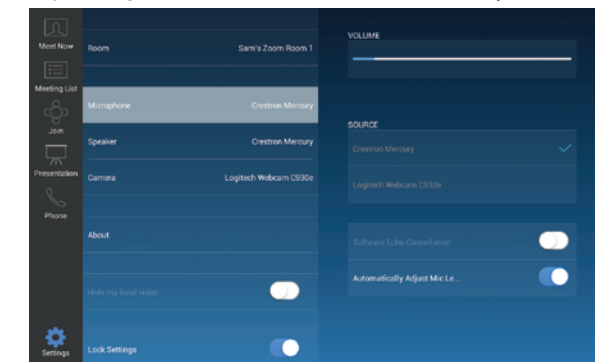 Meet Now
Meeting List
Join
Presentation
Phone
Settings
Room Sam's Zoom Room 1
Microphone Crestron Mercury
Speaker Crestron Mercury
Camera Logitech Webcam C930e
About
Hide my local video
Lock Settings
VOLUME
SOURCE
Crestron Mercury
Logitech Webcam C930e
Software Echo Cancellation
Automatically Adjust Mic Le...